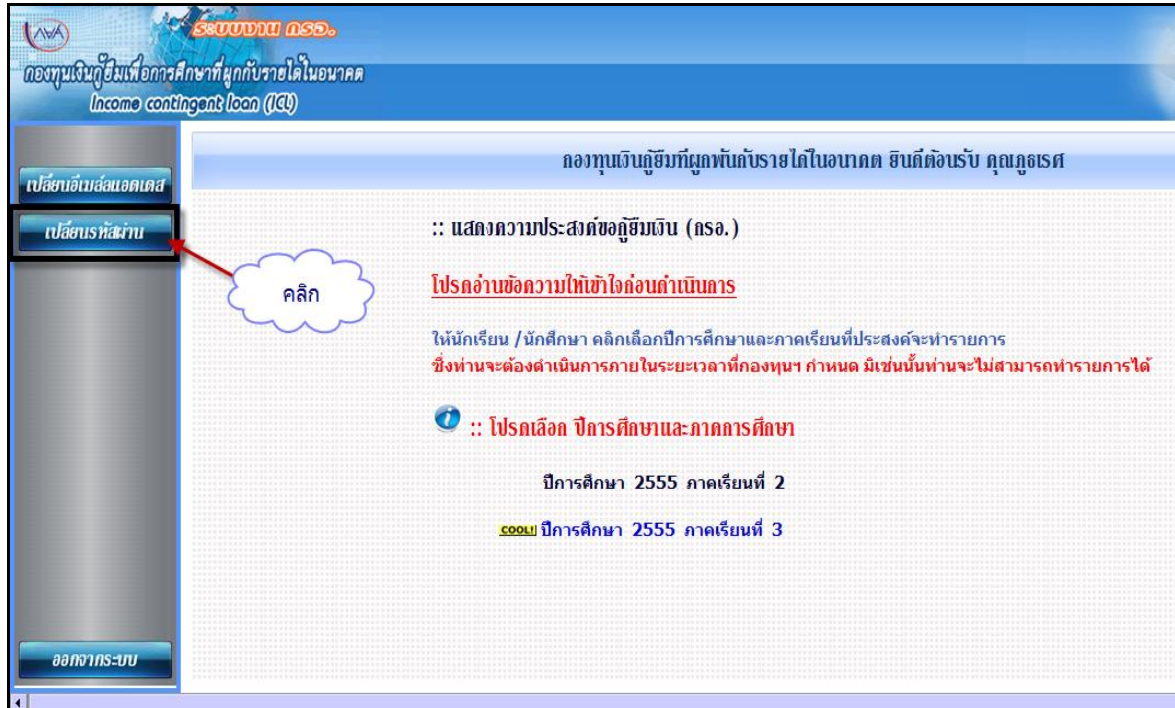 ระบบงาน กรอ.
กองทุนเงินกู้ยืมเพื่อการศึกษาที่ผูกกับรายได้ในอนาคต
Income contingent loan (ICL)
กองทุนเงินกู้ยืมที่ผูกพันกับรายได้ในอนาคต ยินดีต้อนรับ คุณภูธเรศ
เปลี่ยนอีเมล์แอดเดส
เปลี่ยนรหัสผ่าน
คลิก
:: แสดงความประสงค์ขอกู้ยืมเงิน (กรอ.)
โปรดอ่านข้อความให้เข้าใจก่อนดำเนินการ
ให้นักเรียน /นักศึกษา คลิกเลือกปีการศึกษาและภาคเรียนที่ประสงค์จะทำรายการ
ซึ่งท่านจะต้องดำเนินการภายในระยะเวลาที่กองทุนฯ กำหนด มิเช่นนั้นท่านจะไม่สามารถทำรายการได้
:: โปรดเลือก ปีการศึกษาและภาคการศึกษา
ปีการศึกษา 2555 ภาคเรียนที่ 2
COOL! ปีการศึกษา 2555 ภาคเรียนที่ 3
ออกจากระบบ